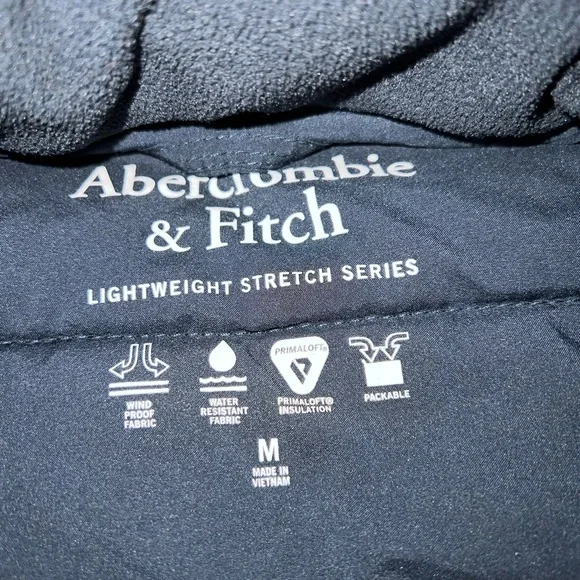 Abercrombie
& Fitch
LIGHTWEIGHT STRETCH SERIES
WIND
PROOF
FABRIC
WATER
RESISTANT
FABRIC
PRIMALOFT®
PRIMALOFT®
INSULATION
PACKABLE
M
MADE IN
VIETNAM